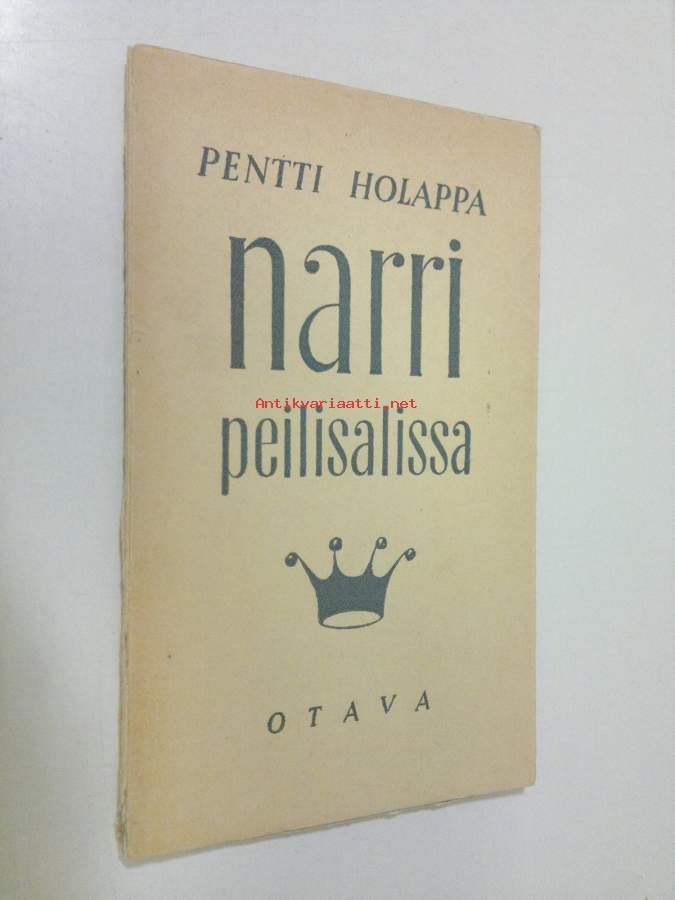 PENTTI HOLAPPA
narri
Antikvariaatti.net
peilisalissa
OTAVA